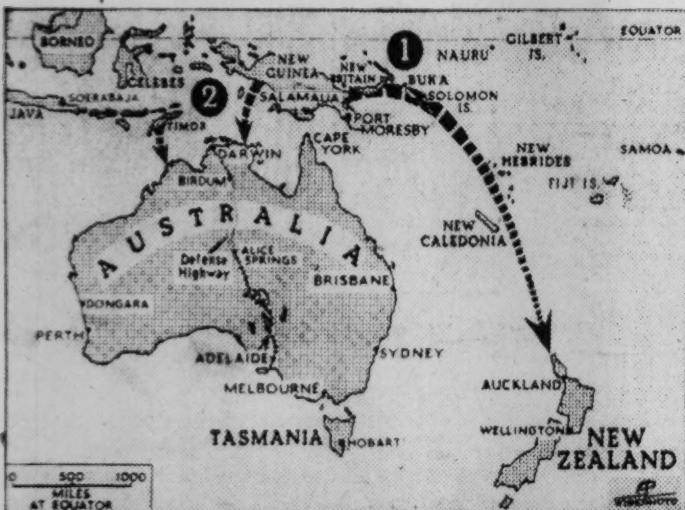 BORNEO
CELEBES
SOERABAJA
JAVA
TIMOR
2
NEW
GUINEA
SALAMAUA
NEW
BRITAIN
1
BUKA
SOLOMON
IS.
NAURU
GILBERT
IS.
EQUATOR
PORT
MORESBY
CAPE
YORK
DARWIN
BIRDUM
NEW
HEBRIDES
SAMOA
FIJI IS.
NEW
CALEDONIA
AUSTRALIA
Defense
Highway
ALICE
SPRINGS
BRISBANE
DONGARA
PERTH
ADELAIDE
SYDNEY
MELBOURNE
TASMANIA
HOBART
AUCKLAND
WELLINGTON
NEW
ZEALAND
0 500 1000
MILES
AT EQUATOR
AP
WIREPHOTO